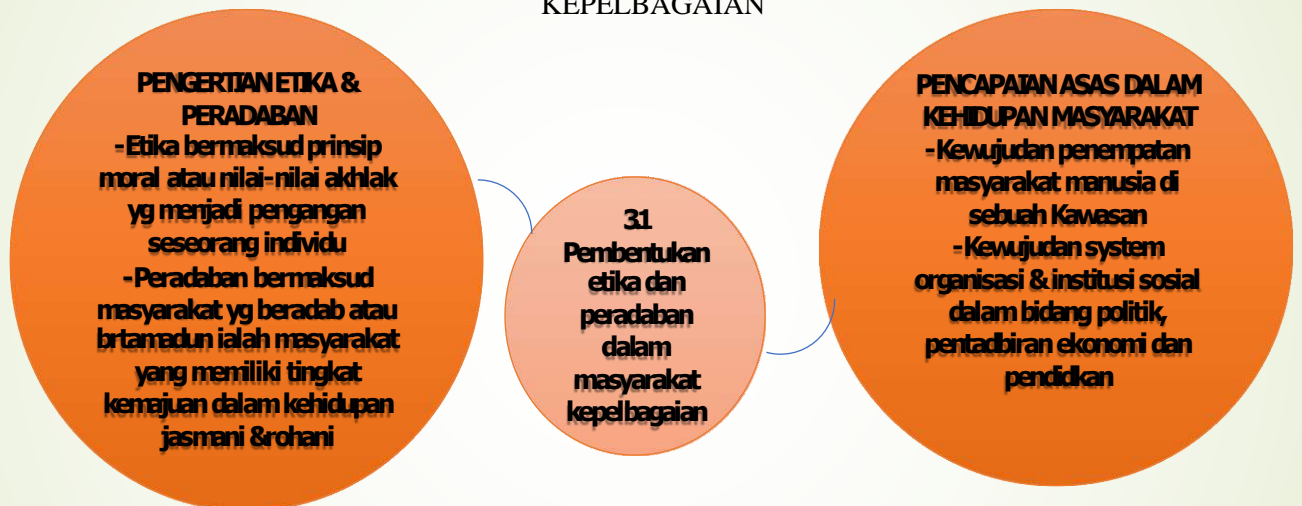 KEPELBAGAIAN
PENGERTIAN ETIKA &
PERADABAN
- Etika bermaksud prinsip
moral atau nilai-nilai akhlak
yg menjadi pengangan
seseorang individu
- Peradaban bermaksud
masyarakat yg beradab atau
brtamadun ialah masyarakat
yang memiliki tingkat
kemajuan dalam kehidupan
jasmani &rohani
3.1
Pembentukan
etika dan
peradaban
dalam
masyarakat
kepelbagaian
PENCAPAIAN ASAS DALAM
KEHIDUPAN MASYARAKAT
- Kewujudan penempatan
masyarakat manusia di
sebuah Kawasan
- Kewujudan system
organisasi & institusi sosial
dalam bidang politik,
pentadbiran ekonomi dan
pendidkan